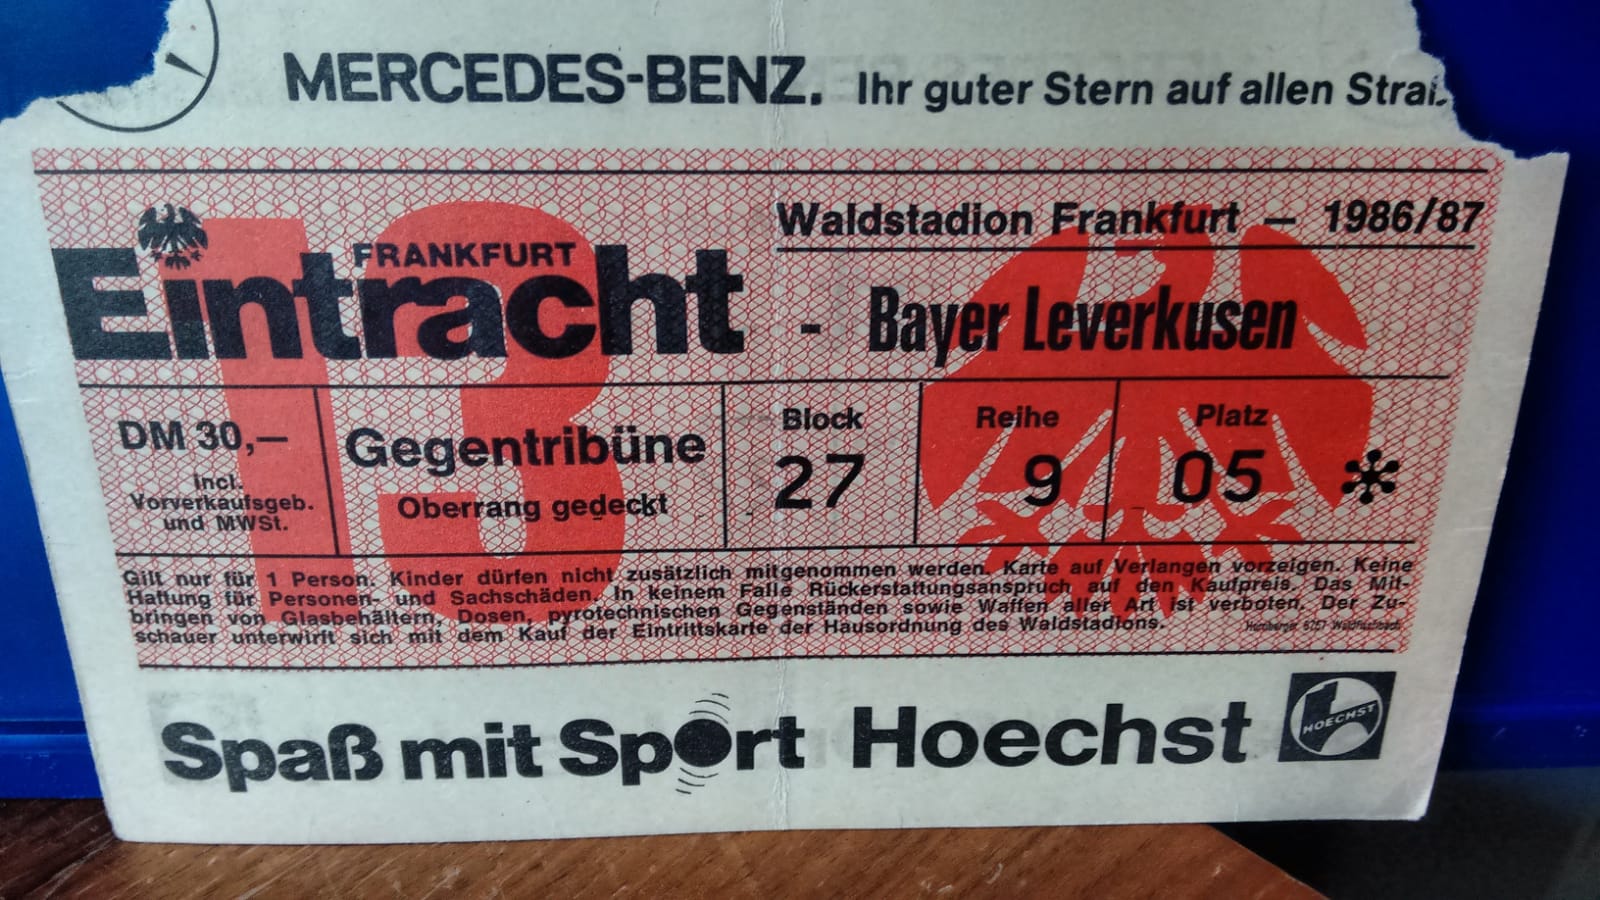 MERCEDES-BENZ. Ihr guter Stern auf allen
Waldstadion Frankfurt — 1986/87
FRANKFURT
Eintracht - Bayer Leverkusen
13
DM 30,—
incl.
Vorverkaufsgeb.
und MWSt.
Gegentribüne
Oberrang gedeckt
Block
27
Reihe
9
Platz
05 *
Gilt nur für 1 Person. Kinder dürfen nicht zusätzlich mitgenommen werden. Karte auf Verlangen vorzeigen. Keine
Haftung für Personen- und Sachschäden. In keinem Falle Rückerstattungsanspruch auf den Kaufpreis. Das Mit-
bringen von Glasbehältern, Dosen, pyrotechnischen Gegenständen sowie Waffen aller Art ist verboten. Der Zu-
schauer unterwirft sich mit dem Kauf der Eintrittskarte der Hausordnung des Waldstadions.
Spaß mit Sport Hoechst
HOECHST